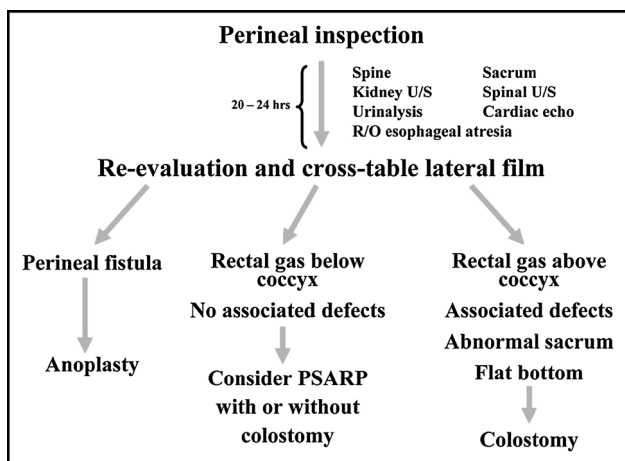 Perineal inspection
20 – 24 hrs
Spine Sacrum
Kidney U/S Spinal U/S
Urinalysis Cardiac echo
R/O esophageal atresia
Re-evaluation and cross-table lateral film
Perineal fistula
Anoplasty
Rectal gas below
coccyx
No associated defects
Consider PSARP
with or without
colostomy
Rectal gas above
coccyx
Associated defects
Abnormal sacrum
Flat bottom
Colostomy